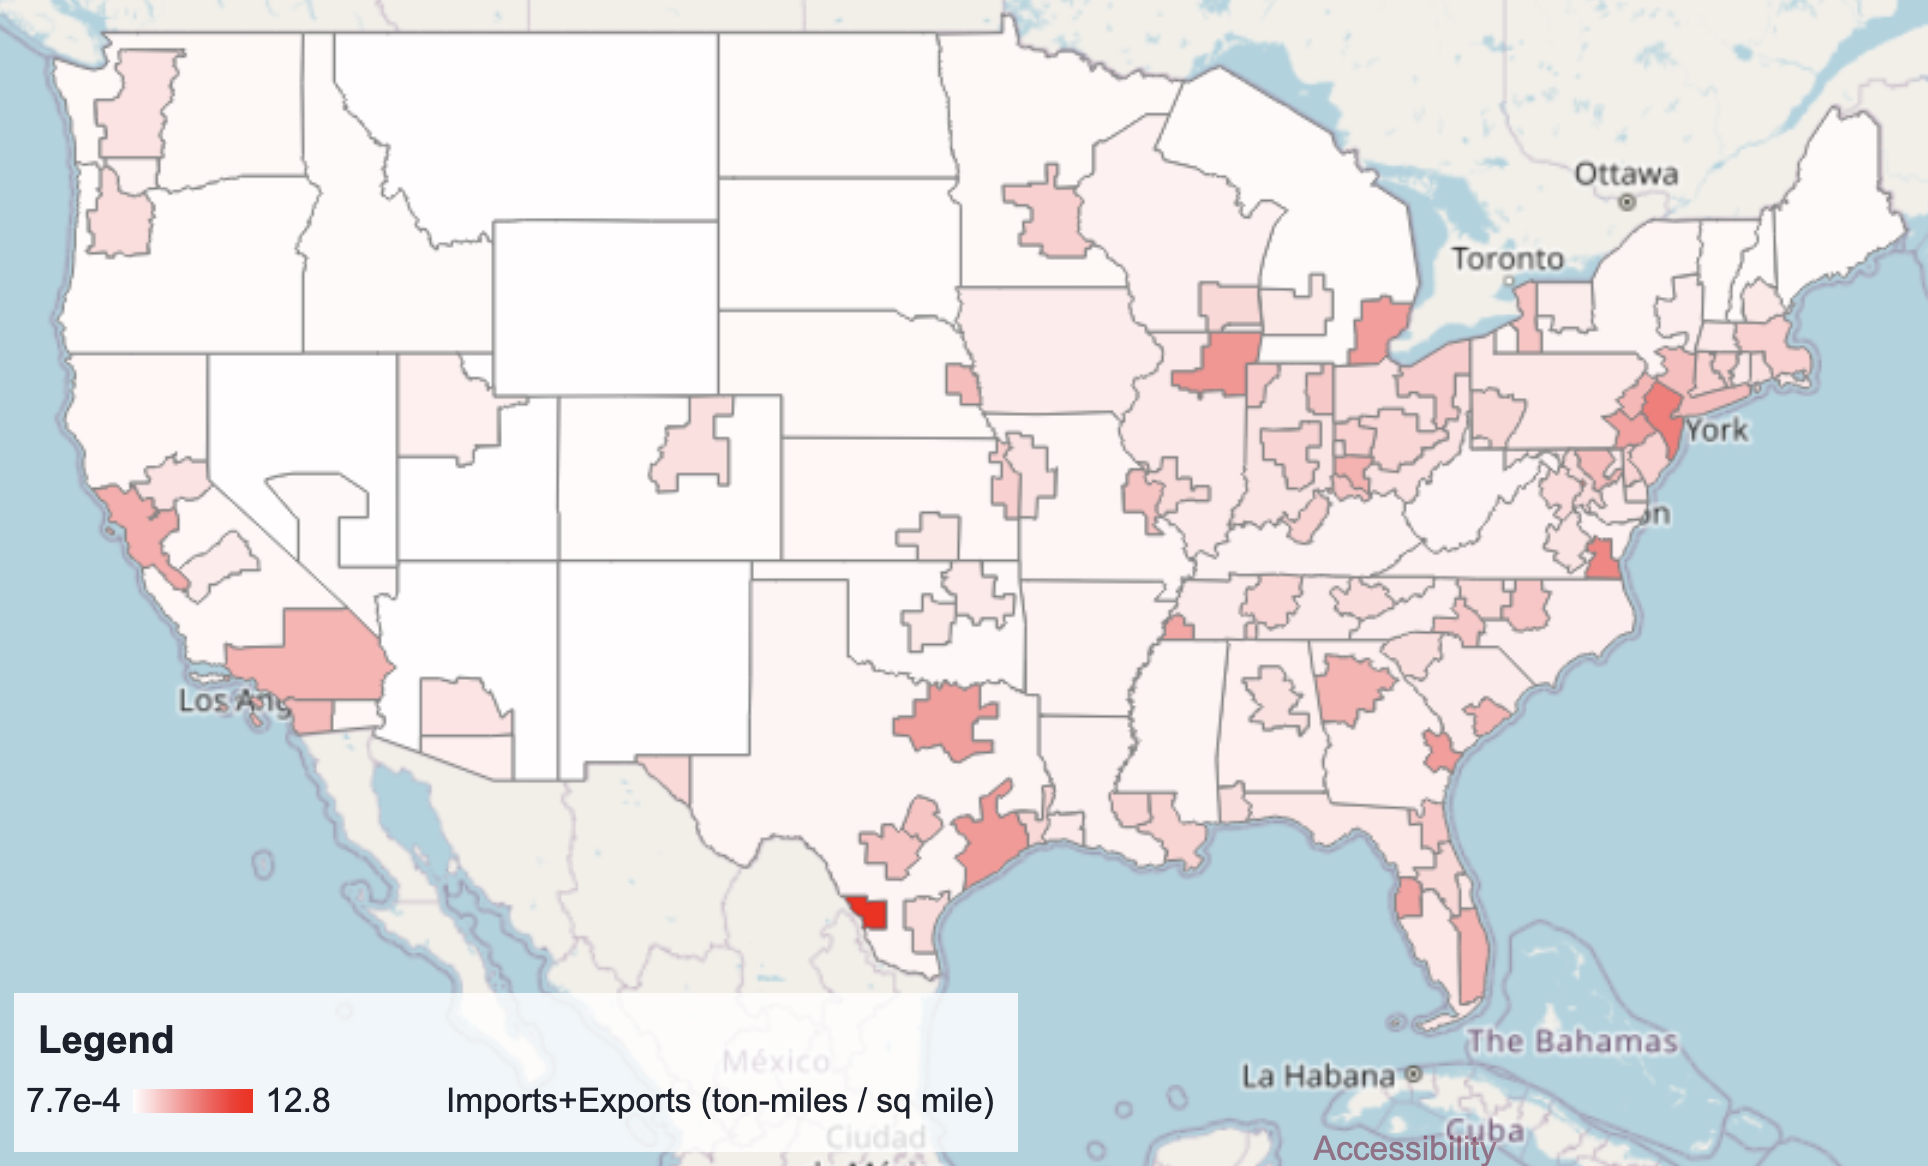 Ottawa
Toronto
York
on
Los Ang
The Bahamas
La Habana
México
Cuba
Ciudad
Accessibility
Legend
7.7e-4 12.8 Imports+Exports (ton-miles / sq mile)